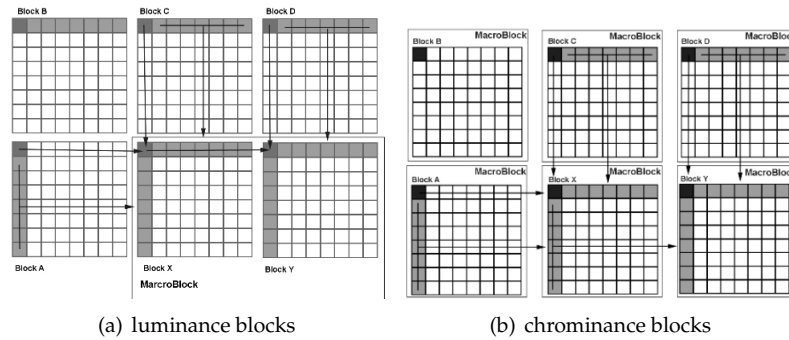 Block B
Block C
Block D
Block A
Block X
Block Y
MarcroBlock
(a) luminance blocks
MacroBlock
Block B
MacroBlock
Block C
MacroBlock
Block D
MacroBlock
Block A
MacroBlock
Block X
MacroBlock
Block Y
(b) chrominance blocks